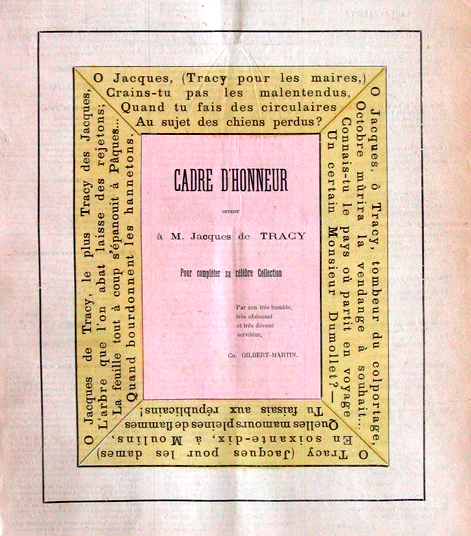 O Jacques, (Tracy pour les maires,)
Crains-tu pas les malentendus,
Quand tu fais des circulaires
Au sujet des chiens perdus?
O Jacques, ô Tracy, tombeur du colportage,
Octobre mûrira la vendange à souhait...
Connais-tu le pays où partit en voyage
Un certain Monsieur Dumollet? —
O Tracy (Jacques pour les dames)
En soixante-dix, à Moulins,
Quelles mamours pleines de dammes
Tu faisais aux républicains!
O Jacques de Tracy, le plus Tracy des Jacques,
L'arbre que l'on abat laisse des rejetons;
La feuille tout à coup s'épanouit à Pâques...
Quand bourdonnent les hannetons.
CADRE D'HONNEUR
OFFERT
à M. Jacques de TRACY
Pour compléter sa célèbre Collection
Par son très humble,
très obéissant
et très dévoué
serviteur,
Ch. GILBERT-MARTIN.